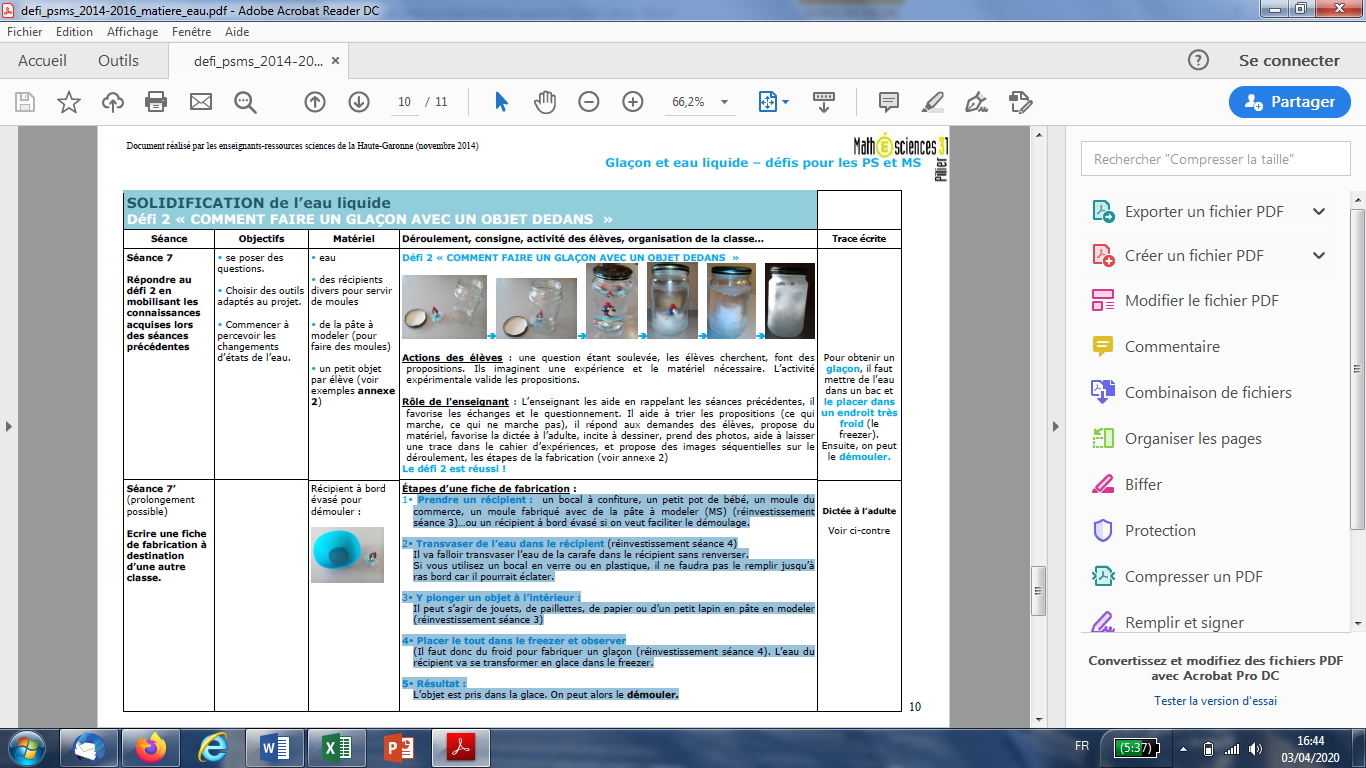 defi_psms_2014-2016_matiere_eau.pdf - Adobe Acrobat Reader DC
Fichier Edition Affichage Fenêtre Aide
Accueil Outils defi_psms_2014-20... × Se connecter
10 / 11 66,2% Partager
Document réalisé par les enseignants-ressources sciences de la Haute-Garonne (novembre 2014)
Math É sciences 31
Pilier
Glaçon et eau liquide – défis pour les PS et MS
SOLIDIFICATION de l'eau liquide
Défi 2 « COMMENT FAIRE UN GLAÇON AVEC UN OBJET DEDANS »
Séance Objectifs Matériel Déroulement, consigne, activité des élèves, organisation de la classe… Trace écrite
Séance 7
Répondre au
défi 2 en
mobilisant les
connaissances
acquises lors
des séances
précédentes
• se poser des
questions.
• Choisir des outils
adaptés au projet.
• Commencer à
percevoir les
changements
d'états de l'eau.
• eau
• des récipients
divers pour servir
de moules
• de la pâte à
modeler (pour
faire des moules)
• un petit objet
par élève (voir
exemples annexe
2)
Défi 2 « COMMENT FAIRE UN GLAÇON AVEC UN OBJET DEDANS »
Actions des élèves : une question étant soulevée, les élèves cherchent, font des
propositions. Ils imaginent une expérience et le matériel nécessaire. L'activité
expérimentale valide les propositions.
Rôle de l'enseignant : L'enseignant les aide en rappelant les séances précédentes, il
favorise les échanges et le questionnement. Il aide à trier les propositions (ce qui
marche, ce qui ne marche pas), il répond aux demandes des élèves, propose du
matériel, favorise la dictée à l'adulte, incite à dessiner, prend des photos, aide à laisser
une trace dans le cahier d'expériences, et propose des images séquentielles sur le
déroulement, les étapes de la fabrication (voir annexe 2)
Le défi 2 est réussi !
Pour obtenir un
glaçon, il faut
mettre de l'eau
dans un bac et
le placer dans
un endroit très
froid (le
freezer).
Ensuite, on peut
le démouler.
Séance 7'
(prolongement
possible)
Ecrire une fiche
de fabrication à
destination
d'une autre
classe.
Récipient à bord
évasé pour
démouler :
Étapes d'une fiche de fabrication :
1• Prendre un récipient : un bocal à confiture, un petit pot de bébé, un moule du
commerce, un moule fabriqué avec de la pâte à modeler (MS) (réinvestissement
séance 3)…ou un récipient à bord évasé si on veut faciliter le démoulage.
2• Transvaser de l'eau dans le récipient (réinvestissement séance 4)
Il va falloir transvaser l'eau de la carafe dans le récipient sans renverser.
Si vous utilisez un bocal en verre ou en plastique, il ne faudra pas le remplir jusqu'à
ras bord car il pourrait éclater.
3• Y plonger un objet à l'intérieur :
Il peut s'agir de jouets, de paillettes, de papier ou d'un petit lapin en pâte en modeler
(réinvestissement séance 3)
4• Placer le tout dans le freezer et observer
(Il faut donc du froid pour fabriquer un glaçon (réinvestissement séance 4). L'eau du
récipient va se transformer en glace dans le freezer.
5• Résultat :
L'objet est pris dans la glace. On peut alors le démouler.
Dictée à l'adulte
Voir ci-contre
10
Rechercher "Compresser la taille"
Exporter un fichier PDF
Créer un fichier PDF
Modifier le fichier PDF
Commentaire
Combinaison de fichiers
Organiser les pages
Biffer
Protection
Compresser un PDF
Remplir et signer
Convertissez et modifiez des fichiers PDF
avec Acrobat Pro DC
Tester la version d'essai
FR (5:37) 16:44
03/04/2020